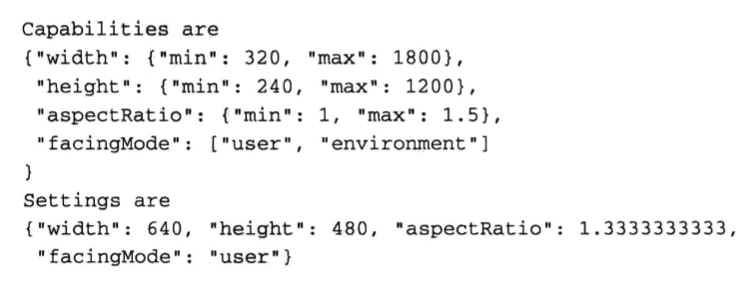 Capabilities are
{"width": {"min": 320, "max": 1800},
"height": {"min": 240, "max": 1200},
"aspectRatio": {"min": 1, "max": 1.5},
"facingMode": ["user", "environment"]
}
Settings are
{"width": 640, "height": 480, "aspectRatio": 1.3333333333,
"facingMode": "user"}